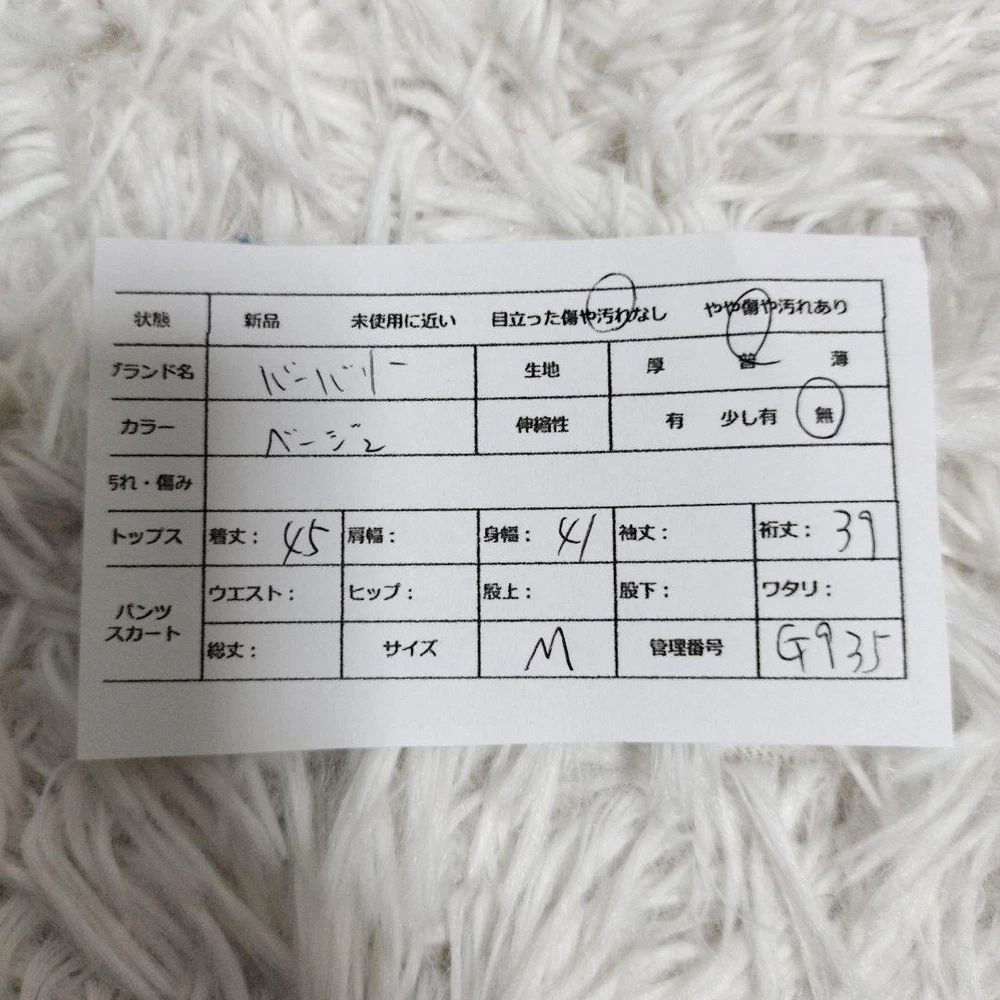 状態 新品 未使用に近い 目立った傷や汚れなし やや傷や汚れあり
ブランド名 バーバリー 生地 厚 普 薄
カラー ベージュ 伸縮性 有 少し有 無
汚れ・傷み
トップス 着丈: 45 肩幅: 身幅: 41 袖丈: 裄丈: 39
パンツ スカート ウエスト: ヒップ: 股上: 股下: ワタリ:
総丈: サイズ M 管理番号 G935